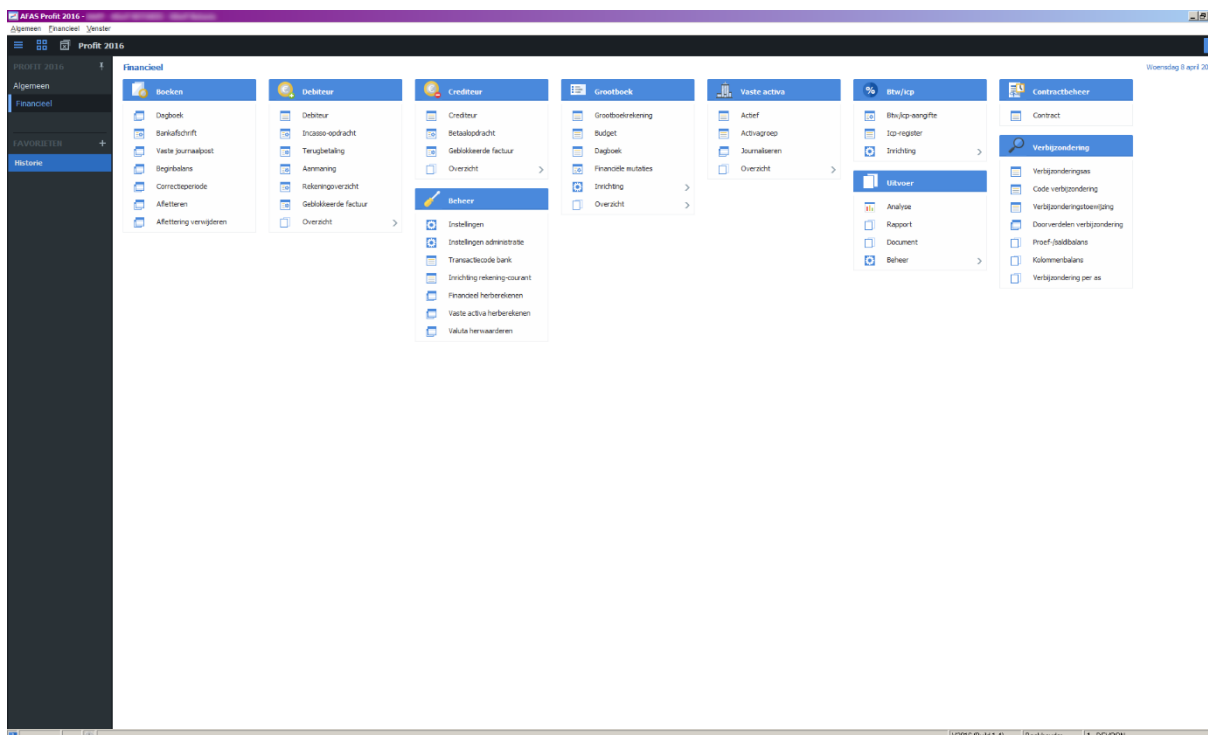 AFAS Profit 2016 -
Algemeen Financieel Venster
Profit 2016
PROFIT 2016
Algemeen
Financieel
FAVORIETEN +
Historie
Financieel
Woensdag 8 april 20
Boeken
Dagboek
Bankafschrift
Vaste journaalpost
Beginbalans
Correctieperiode
Afletteren
Aflettering verwijderen
Debiteur
Debiteur
Incasso-opdracht
Terugbetaling
Aanmaning
Rekeningoverzicht
Geblokkeerde factuur
Overzicht
Crediteur
Crediteur
Betaalopdracht
Geblokkeerde factuur
Overzicht
Beheer
Instellingen
Instellingen administratie
Transactiecode bank
Inrichting rekening-courant
Financieel herberekenen
Vaste activa herberekenen
Valuta herwaarderen
Grootboek
Grootboekrekening
Budget
Dagboek
Financiële mutaties
Inrichting
Overzicht
Vaste activa
Actief
Activagroep
Journaliseren
Overzicht
Btw/icp
Btw/icp-aangifte
Icp-register
Inrichting
Uitvoer
Analyse
Rapport
Document
Beheer
Contractbeheer
Contract
Verbijzondering
Verbijzonderingsas
Code verbijzondering
Verbijzonderingstoewijzing
Doorverdelen verbijzondering
Proef-/saldibalans
Kolommenbalans
Verbijzondering per as